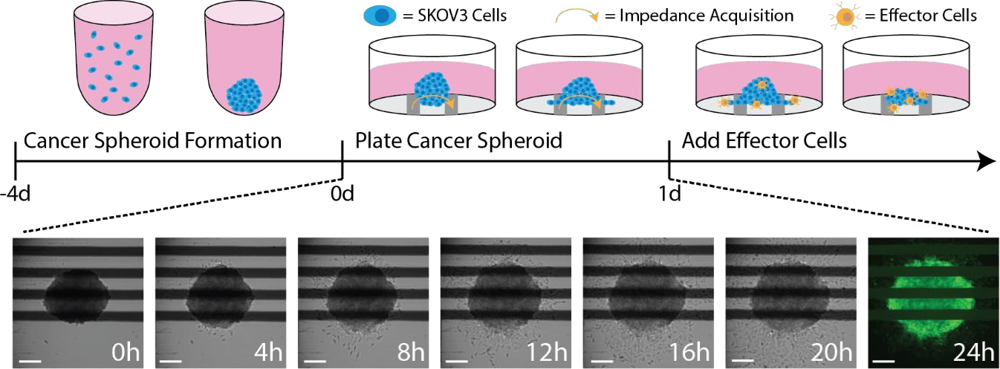 = SKOV3 Cells = Impedance Acquisition = Effector Cells
Cancer Spheroid Formation Plate Cancer Spheroid Add Effector Cells
-4d 0d 1d
0h 4h 8h 12h 16h 20h 24h